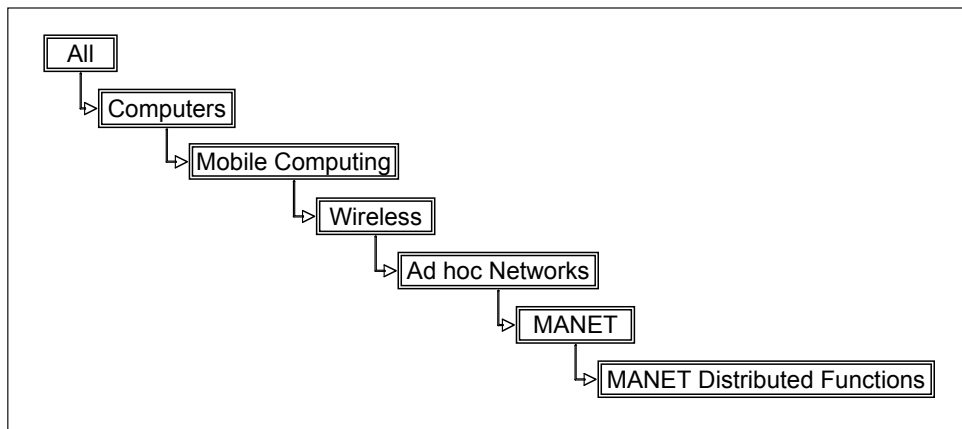 All
Computers
Mobile Computing
Wireless
Ad hoc Networks
MANET
MANET Distributed Functions